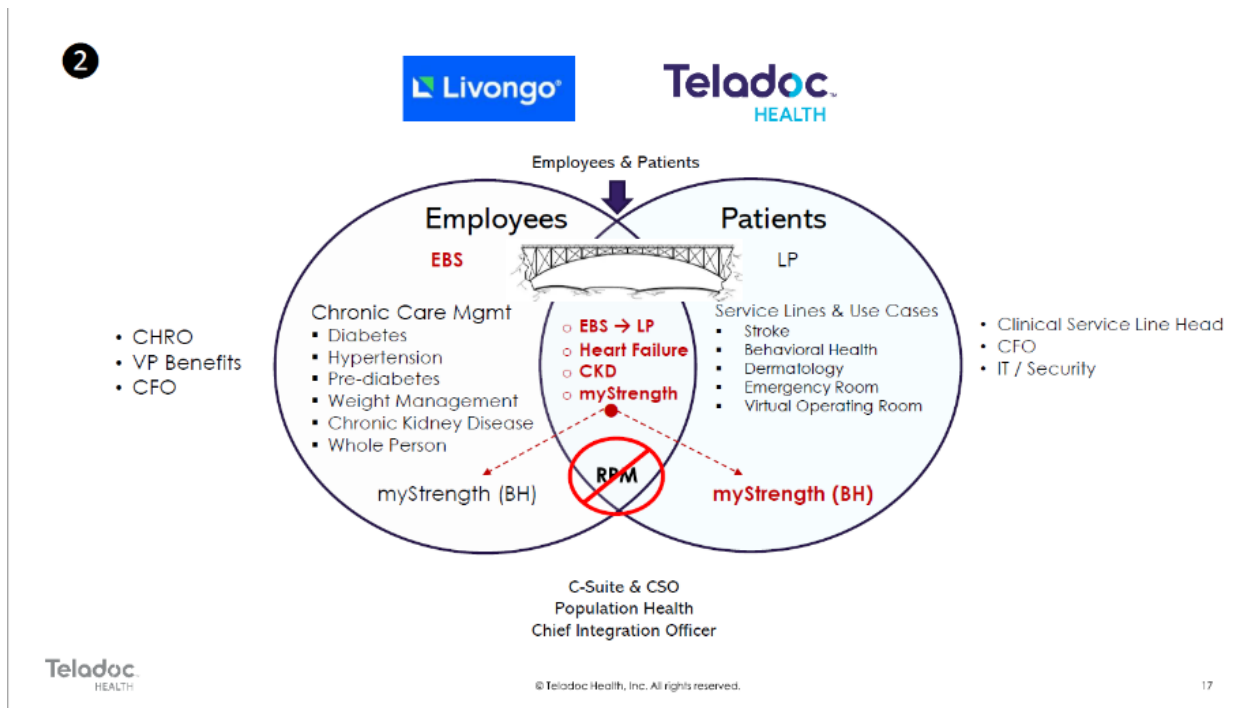 2
Livongo®
Teladoc™
HEALTH
Employees & Patients
Employees
Patients
EBS
LP
Chronic Care Mgmt
▪ Diabetes
▪ Hypertension
▪ Pre-diabetes
▪ Weight Management
▪ Chronic Kidney Disease
▪ Whole Person
myStrength (BH)
○ EBS → LP
○ Heart Failure
○ CKD
○ myStrength
RPM
Service Lines & Use Cases
▪ Stroke
▪ Behavioral Health
▪ Dermatology
▪ Emergency Room
▪ Virtual Operating Room
myStrength (BH)
• CHRO
• VP Benefits
• CFO
• Clinical Service Line Head
• CFO
• IT / Security
C-Suite & CSO
Population Health
Chief Integration Officer
Teladoc
HEALTH
© Teladoc Health, Inc. All rights reserved.
17